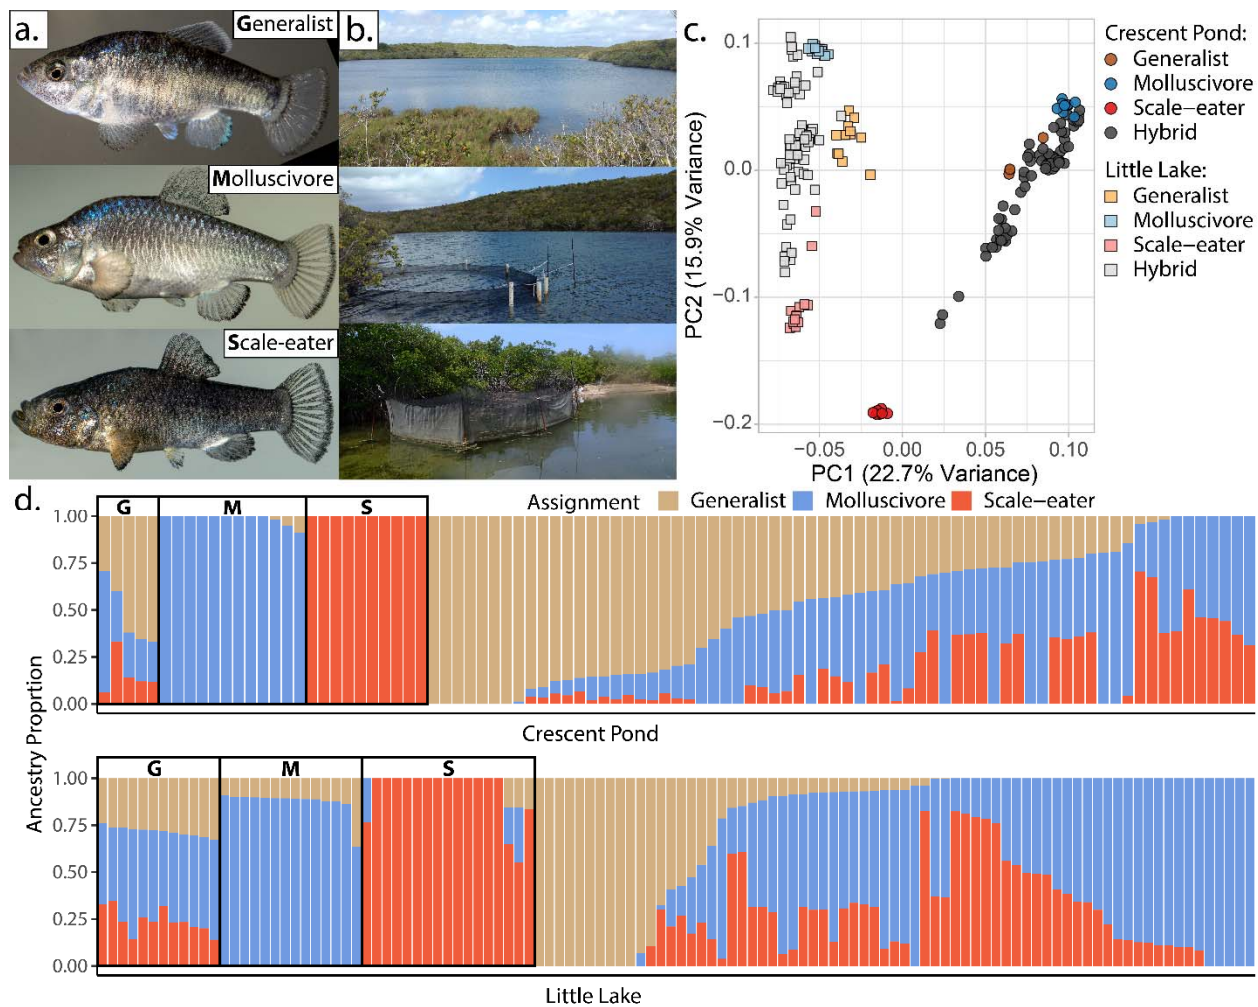 a.
Generalist
Molluscivore
Scale-eater
b.
c.
PC2 (15.9% Variance)
0.1
0.0
−0.1
−0.2
−0.05
0.00
0.05
0.10
PC1 (22.7% Variance)
Crescent Pond:
Generalist
Molluscivore
Scale−eater
Hybrid
Little Lake:
Generalist
Molluscivore
Scale−eater
Hybrid
d.
Assignment Generalist Molluscivore Scale−eater
G M S
1.00
0.75
0.50
0.25
0.00
Crescent Pond
Ancestry Proprtion
G M S
1.00
0.75
0.50
0.25
0.00
Little Lake